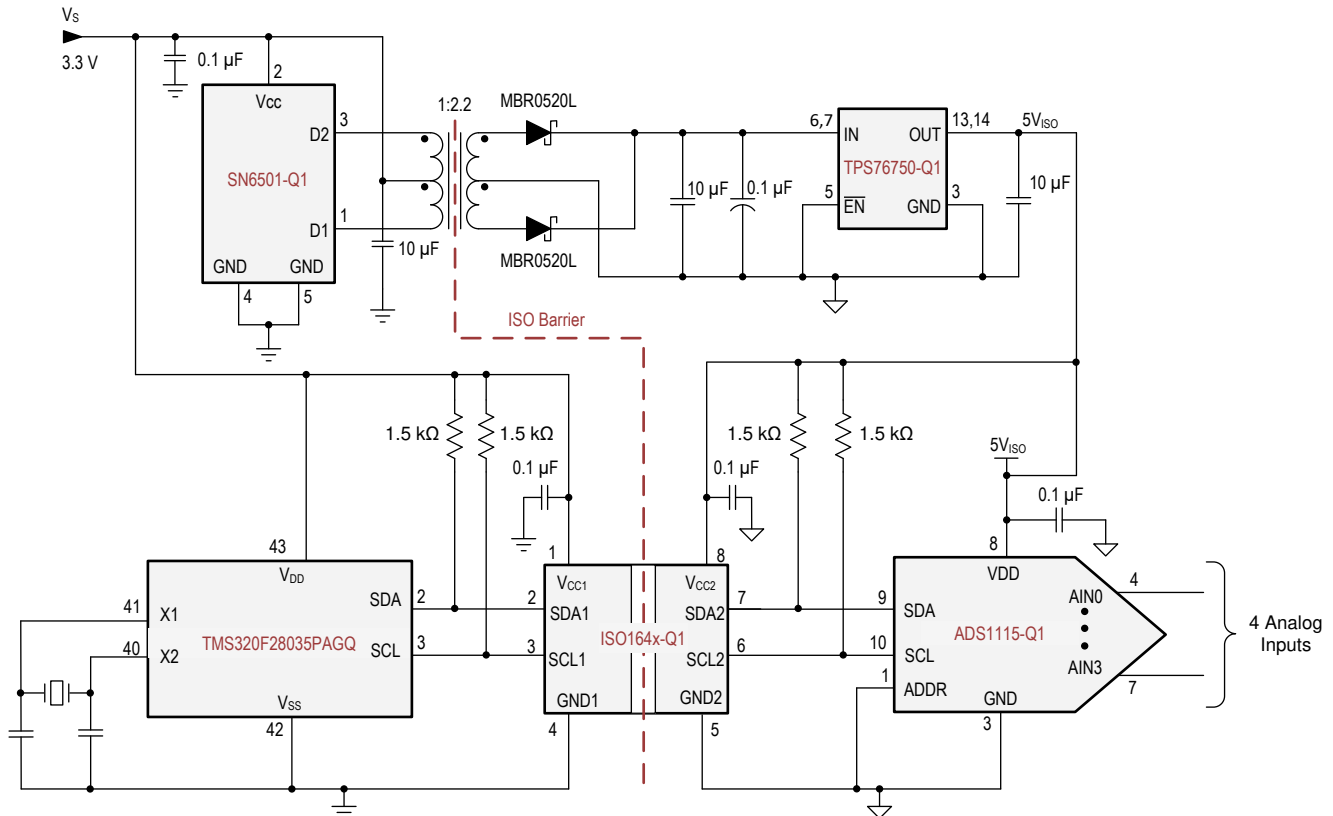 VS
3.3 V
0.1 µF
2
Vcc
D2
3
SN6501-Q1
D1
1
GND
GND
4
5
10 µF
1:2.2
MBR0520L
MBR0520L
ISO Barrier
10 µF
0.1 µF
6,7
IN
OUT
13,14
5VISO
TPS76750-Q1
5
EN
GND
3
10 µF
1.5 kΩ
1.5 kΩ
0.1 µF
1.5 kΩ
1.5 kΩ
0.1 µF
5VISO
0.1 µF
43
VDD
41
X1
40
X2
TMS320F28035PAGQ
SDA
2
SCL
3
VSS
42
1
VCC1
2
SDA1
3
SCL1
GND1
4
ISO164x-Q1
8
VCC2
SDA2
7
SCL2
6
GND2
5
8
VDD
9
SDA
10
SCL
1
ADDR
ADS1115-Q1
GND
3
AIN0
4
AIN3
7
4 Analog
Inputs